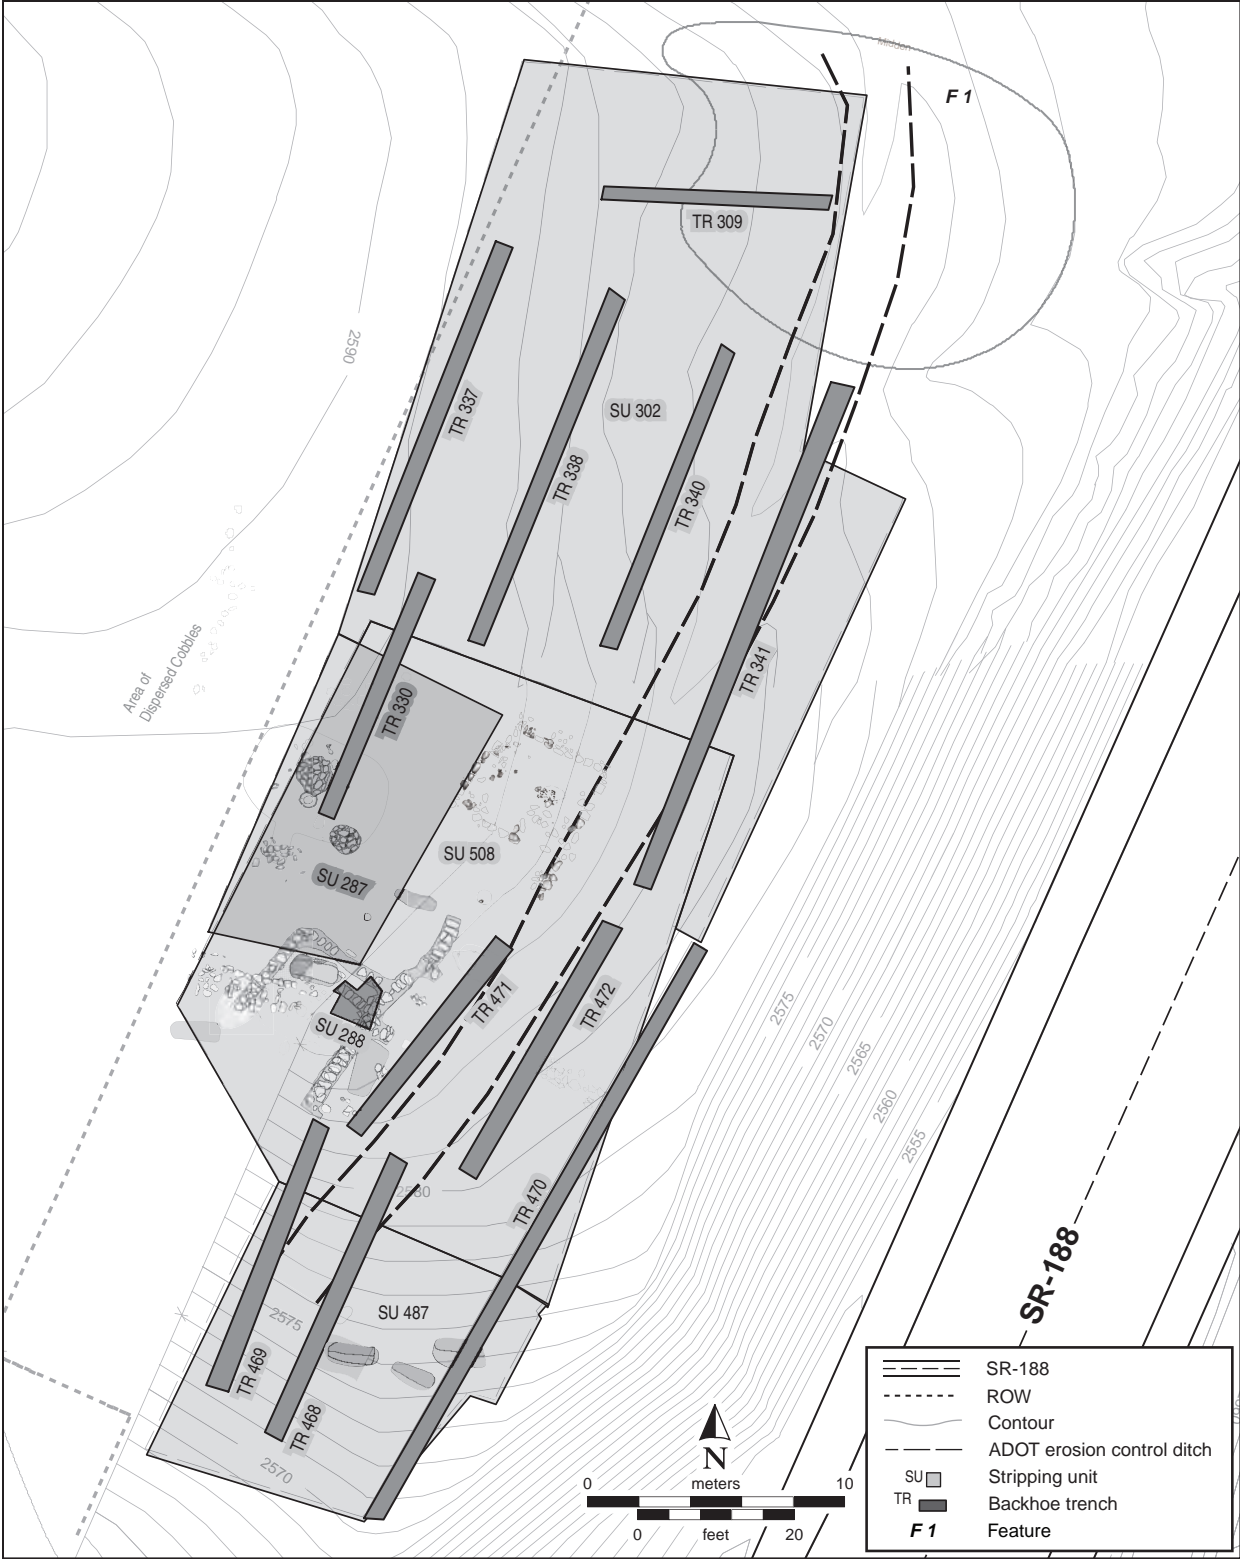 Midden
F 1
TR 309
2590
TR 337
SU 302
TR 338
TR 340
Area of
Dispersed Cobbles
TR 341
TR 330
SU 508
SU 287
TR 471
TR 472
SU 288
2575
2570
2565
2560
2555
2580
TR 470
SU 487
2575
TR 469
TR 468
2570
SR-188
N
0 meters 10
0 feet 20
SR-188
ROW
Contour
ADOT erosion control ditch
SU Stripping unit
TR Backhoe trench
F 1 Feature